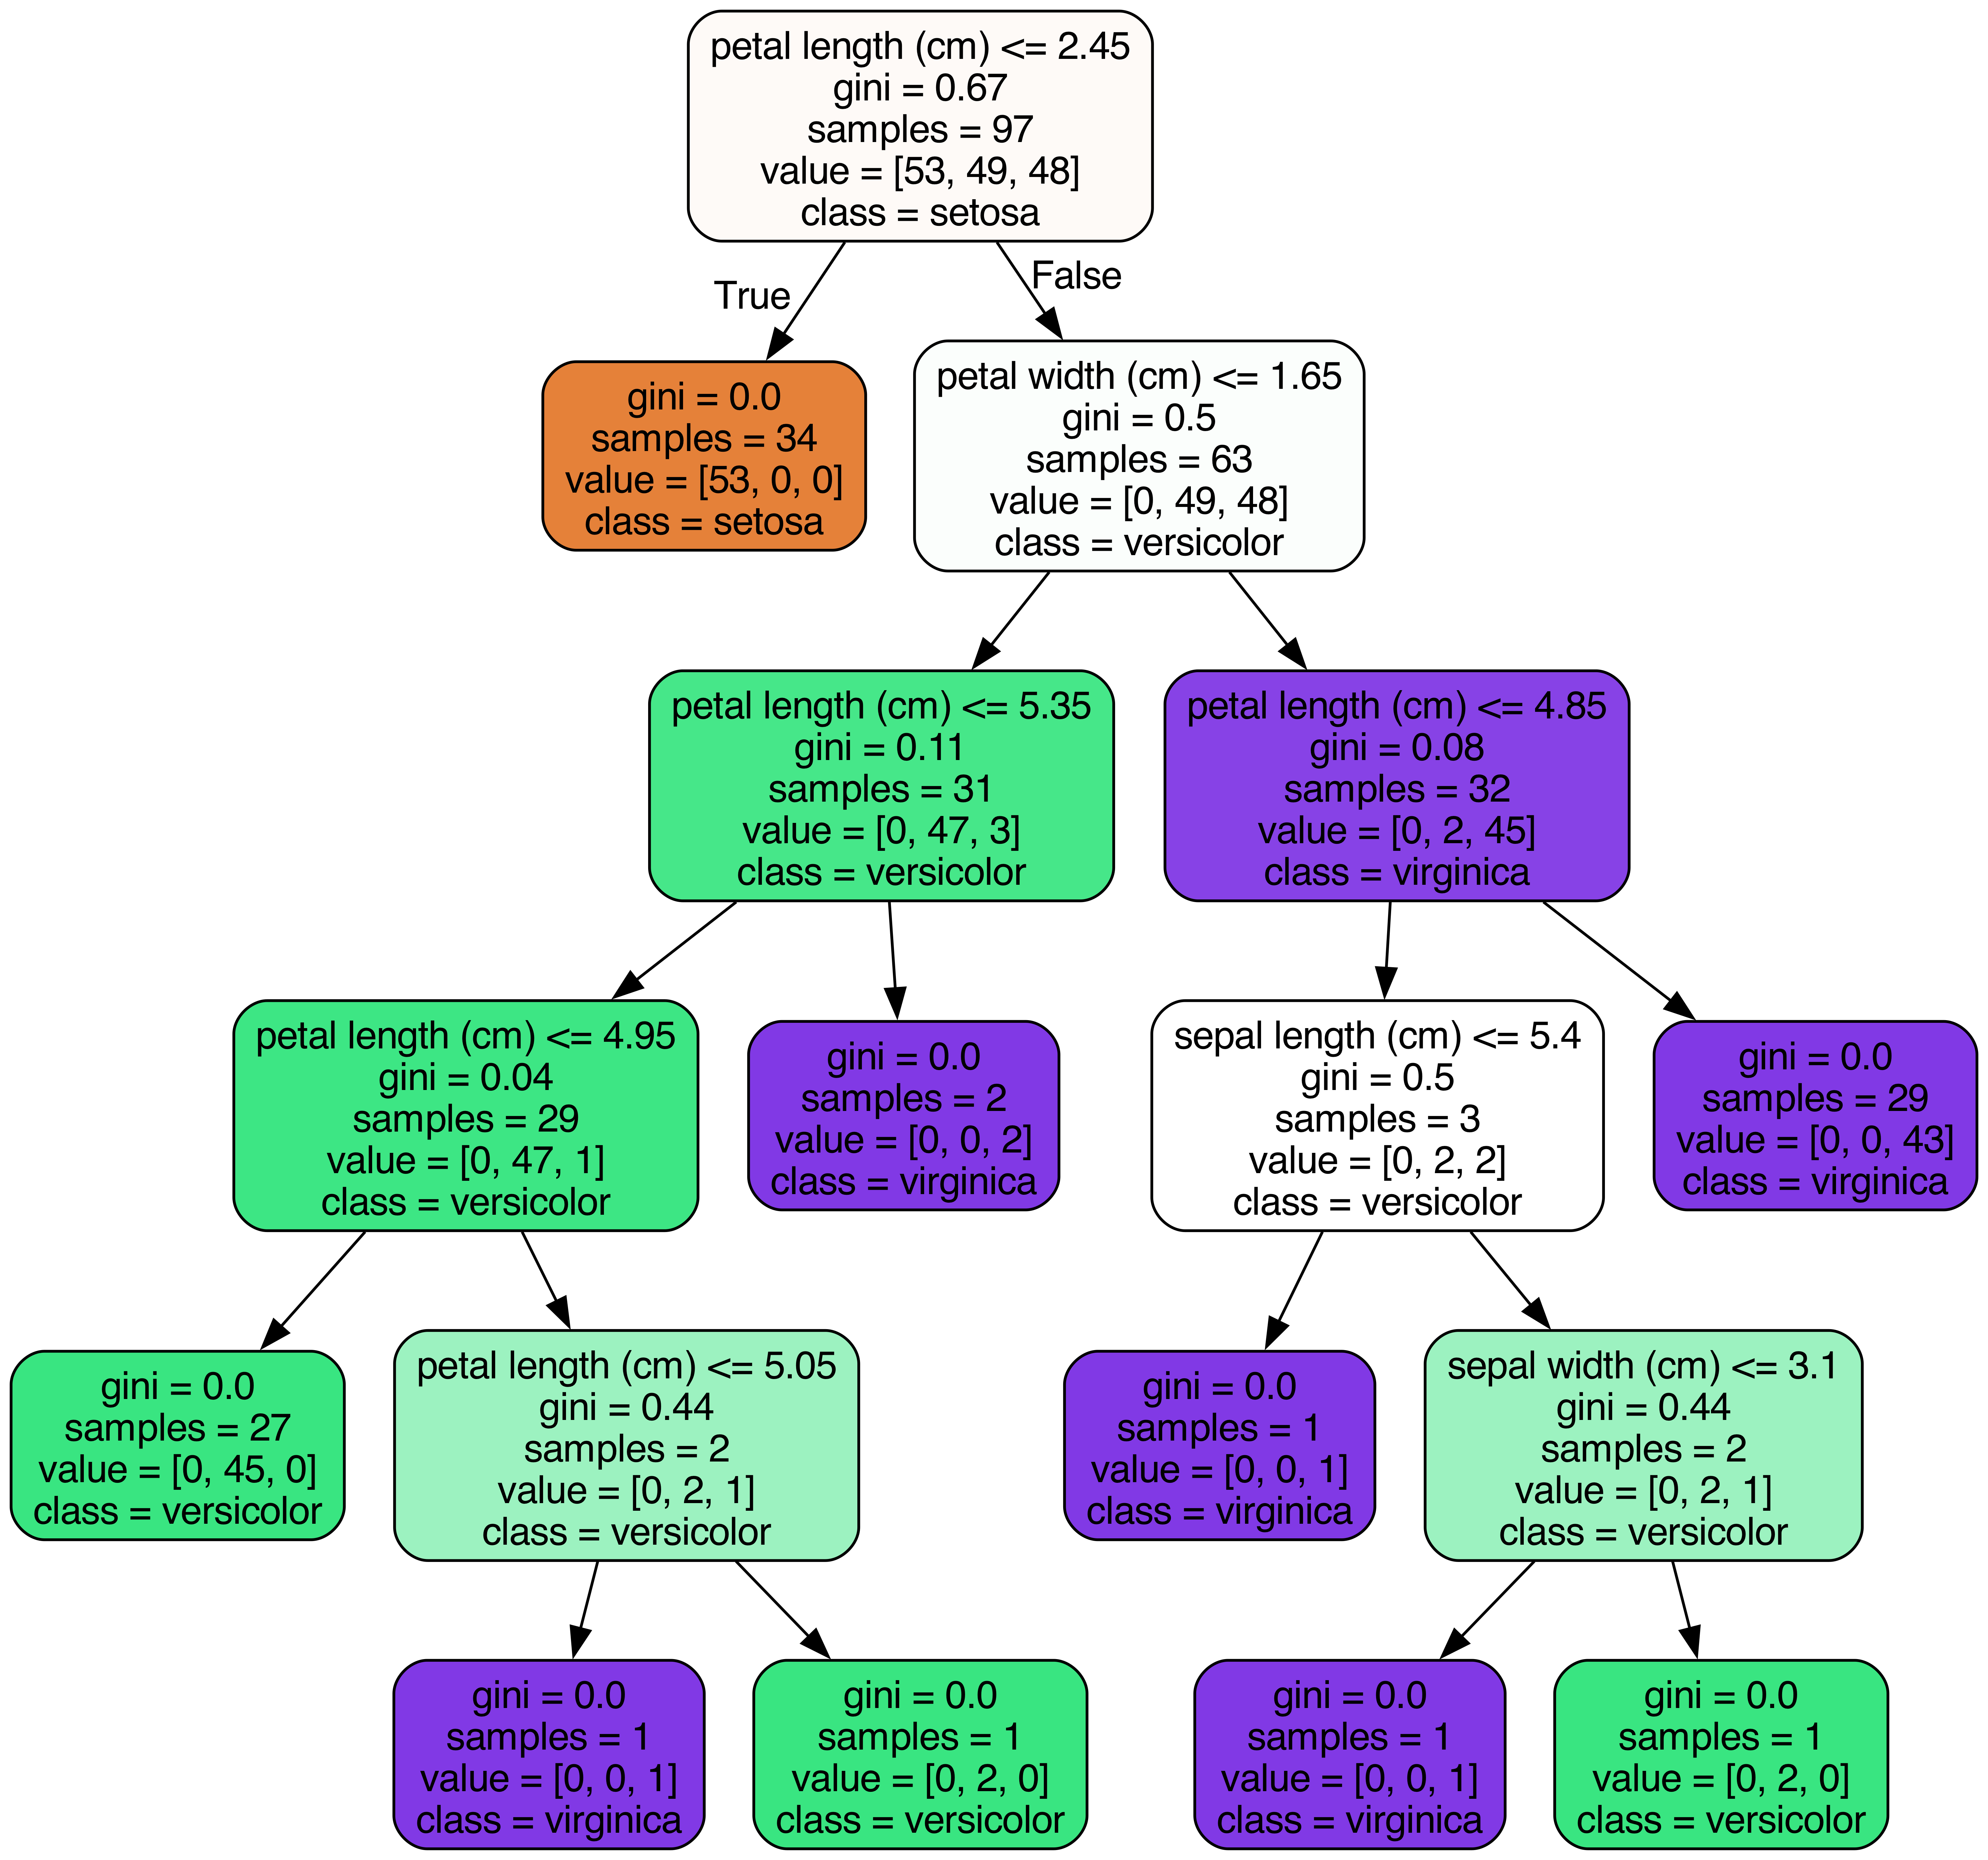 petal length (cm) <= 2.45
gini = 0.67
samples = 97
value = [53, 49, 48]
class = setosa
True
False
gini = 0.0
samples = 34
value = [53, 0, 0]
class = setosa
petal width (cm) <= 1.65
gini = 0.5
samples = 63
value = [0, 49, 48]
class = versicolor
petal length (cm) <= 5.35
gini = 0.11
samples = 31
value = [0, 47, 3]
class = versicolor
petal length (cm) <= 4.85
gini = 0.08
samples = 32
value = [0, 2, 45]
class = virginica
petal length (cm) <= 4.95
gini = 0.04
samples = 29
value = [0, 47, 1]
class = versicolor
gini = 0.0
samples = 2
value = [0, 0, 2]
class = virginica
sepal length (cm) <= 5.4
gini = 0.5
samples = 3
value = [0, 2, 2]
class = versicolor
gini = 0.0
samples = 29
value = [0, 0, 43]
class = virginica
gini = 0.0
samples = 27
value = [0, 45, 0]
class = versicolor
petal length (cm) <= 5.05
gini = 0.44
samples = 2
value = [0, 2, 1]
class = versicolor
gini = 0.0
samples = 1
value = [0, 0, 1]
class = virginica
sepal width (cm) <= 3.1
gini = 0.44
samples = 2
value = [0, 2, 1]
class = versicolor
gini = 0.0
samples = 1
value = [0, 0, 1]
class = virginica
gini = 0.0
samples = 1
value = [0, 2, 0]
class = versicolor
gini = 0.0
samples = 1
value = [0, 0, 1]
class = virginica
gini = 0.0
samples = 1
value = [0, 2, 0]
class = versicolor